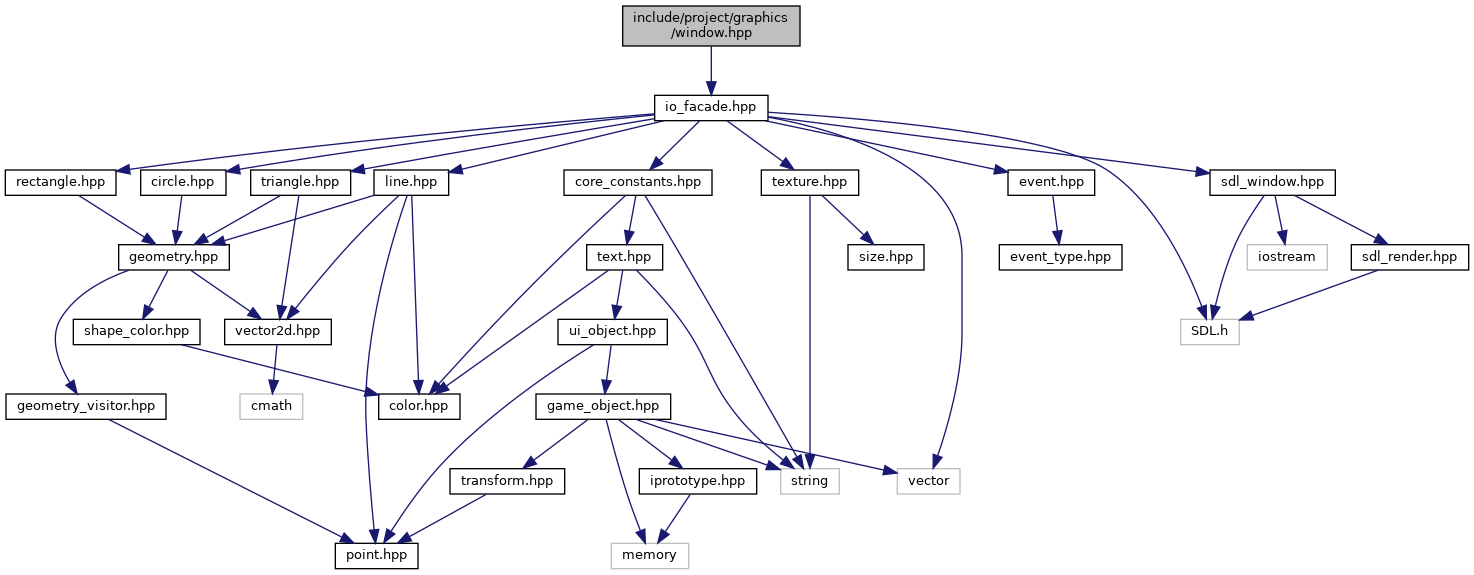 include/project/graphics
/window.hpp
io_facade.hpp
rectangle.hpp
circle.hpp
triangle.hpp
line.hpp
core_constants.hpp
texture.hpp
event.hpp
sdl_window.hpp
geometry.hpp
text.hpp
size.hpp
event_type.hpp
iostream
sdl_render.hpp
shape_color.hpp
vector2d.hpp
ui_object.hpp
SDL.h
geometry_visitor.hpp
cmath
color.hpp
game_object.hpp
transform.hpp
iprototype.hpp
string
vector
point.hpp
memory